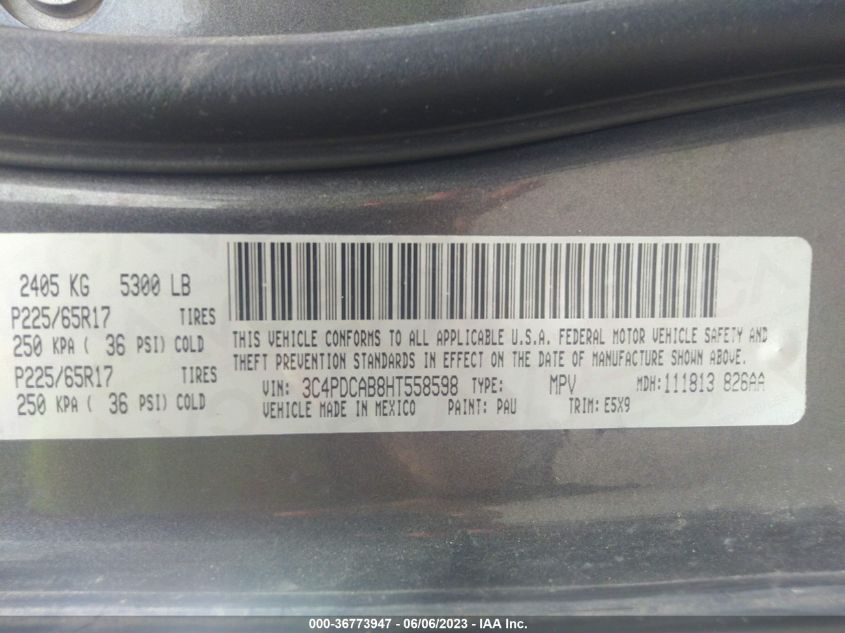 2405 KG 5300 LB
P225/65R17 TIRES
250 KPA ( 36 PSI) COLD
P225/65R17 TIRES
250 KPA ( 36 PSI) COLD
THIS VEHICLE CONFORMS TO ALL APPLICABLE U.S.A. FEDERAL MOTOR VEHICLE SAFETY AND
THEFT PREVENTION STANDARDS IN EFFECT ON THE DATE OF MANUFACTURE SHOWN ABOVE.
VIN: 3C4PDCAB8HT558598 TYPE: MPV MDH:111813 826AA
VEHICLE MADE IN MEXICO PAINT: PAU TRIM: E5X9
000-36773947 - 06/06/2023 - IAA Inc.